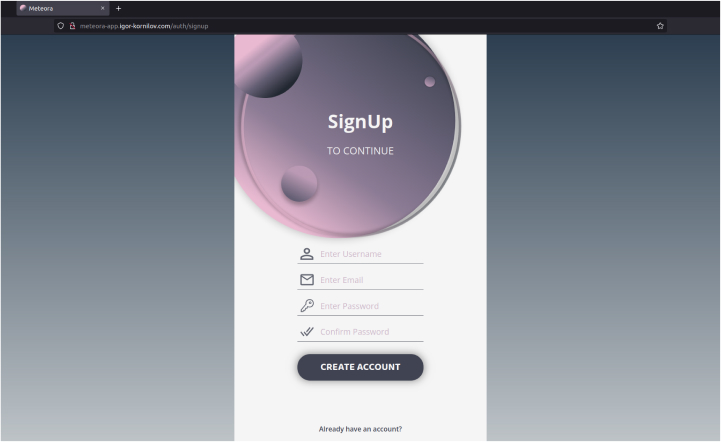 Meteora
meteora-app.igor-kornilov.com/auth/signup
SignUp
TO CONTINUE
Enter Username
Enter Email
Enter Password
Confirm Password
CREATE ACCOUNT
Already have an account?